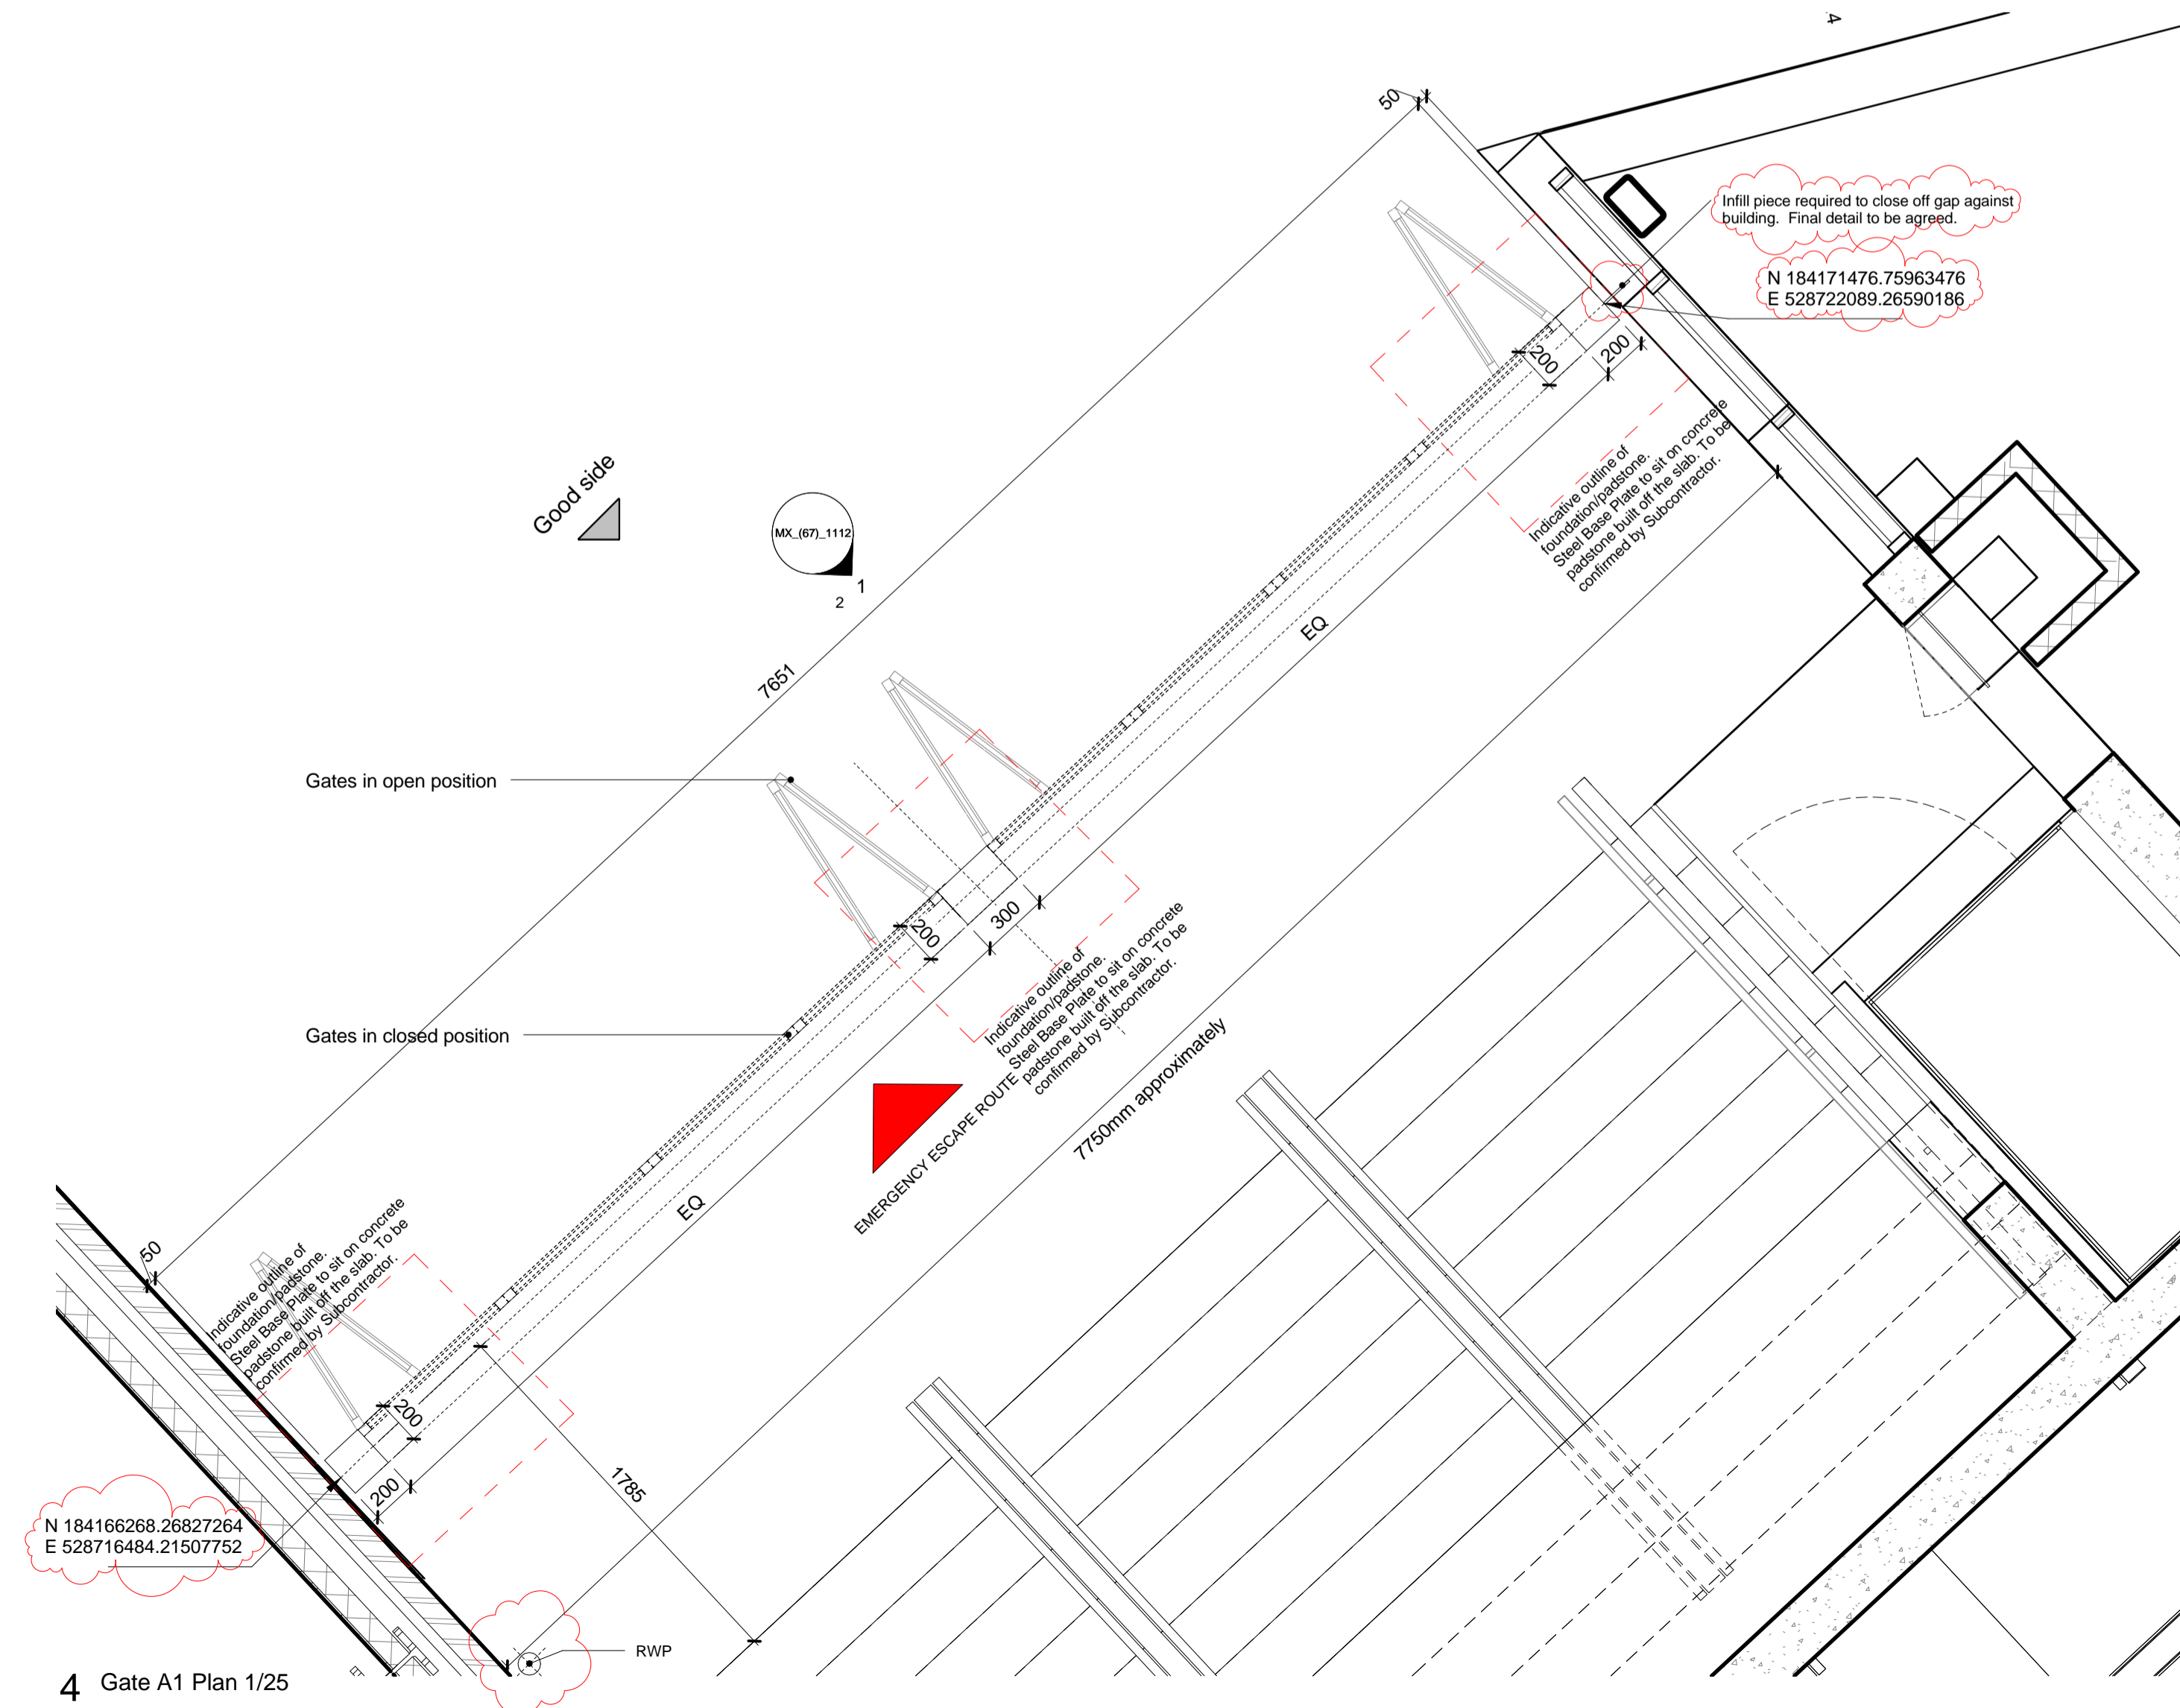 4
50
Infill piece required to close off gap against
building.  Final detail to be agreed.
N 184171476.75963476
E 528722089.26590186
200
200
Indicative outline of
foundation/padstone.
Steel Base Plate to sit on concrete
padstone built off the slab. To be
confirmed by Subcontractor.
Good side
MX_(67)_1112
1
2
EQ
7651
Gates in open position
200
300
Indicative outline of
foundation/padstone.
Steel Base Plate to sit on concrete
padstone built off the slab. To be
confirmed by Subcontractor.
Gates in closed position
EMERGENCY ESCAPE ROUTE
7750mm approximately
EQ
50
Indicative outline of
foundation/padstone.
Steel Base Plate to sit on concrete
padstone built off the slab. To be
confirmed by Subcontractor.
200
200
1785
N 184166268.26827264
E 528716484.21507752
RWP
4 Gate A1 Plan 1/25